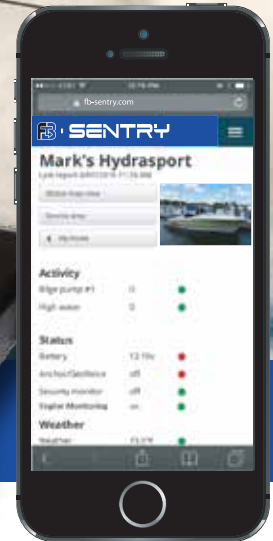 fb-sentry.com
FB SENTRY
Mark's Hydrasport
Activity
Bilge pump #1 0
High water 0
Status
Battery
Anchor/Geofence off
Security monitor off
Engine Monitoring on
Weather
Weather